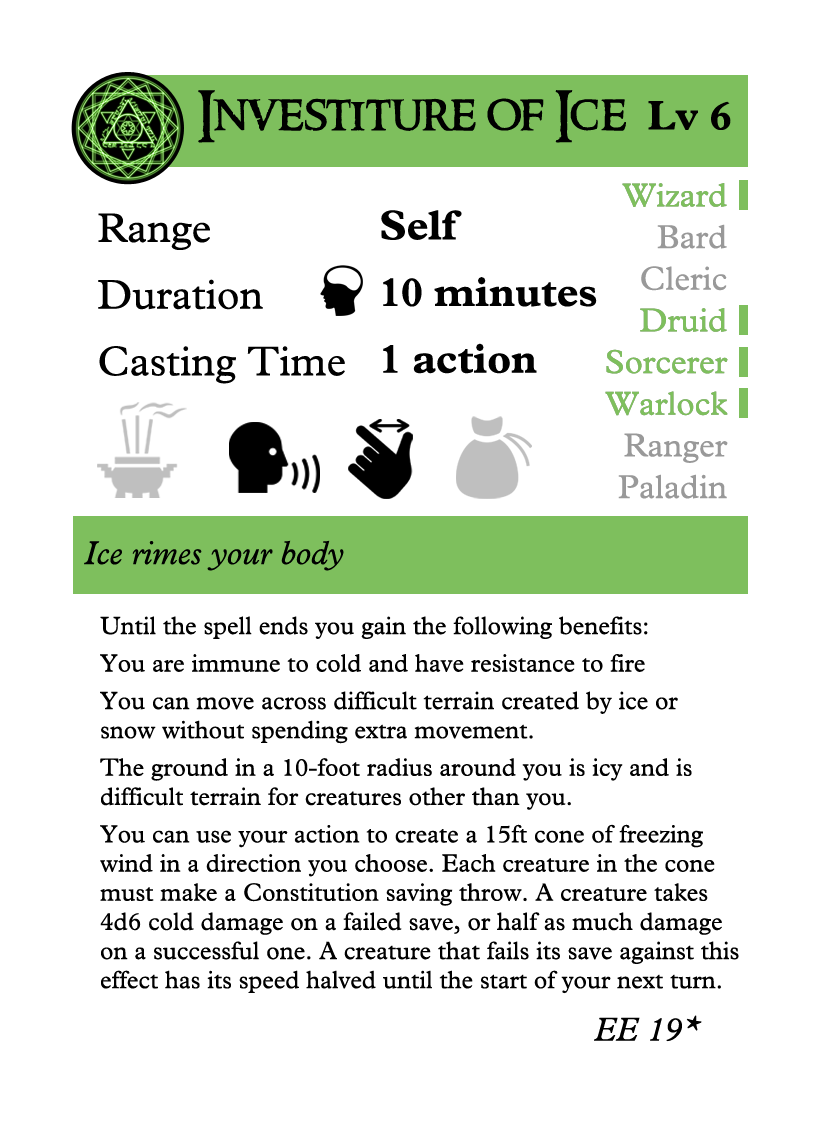 Investiture of Ice Lv 6
Range Self
Duration 10 minutes
Casting Time 1 action
Wizard
Bard
Cleric
Druid
Sorcerer
Warlock
Ranger
Paladin
Ice rimes your body
Until the spell ends you gain the following benefits:
You are immune to cold and have resistance to fire
You can move across difficult terrain created by ice or
snow without spending extra movement.
The ground in a 10-foot radius around you is icy and is
difficult terrain for creatures other than you.
You can use your action to create a 15ft cone of freezing
wind in a direction you choose. Each creature in the cone
must make a Constitution saving throw. A creature takes
4d6 cold damage on a failed save, or half as much damage
on a successful one. A creature that fails its save against this
effect has its speed halved until the start of your next turn.
EE 19*